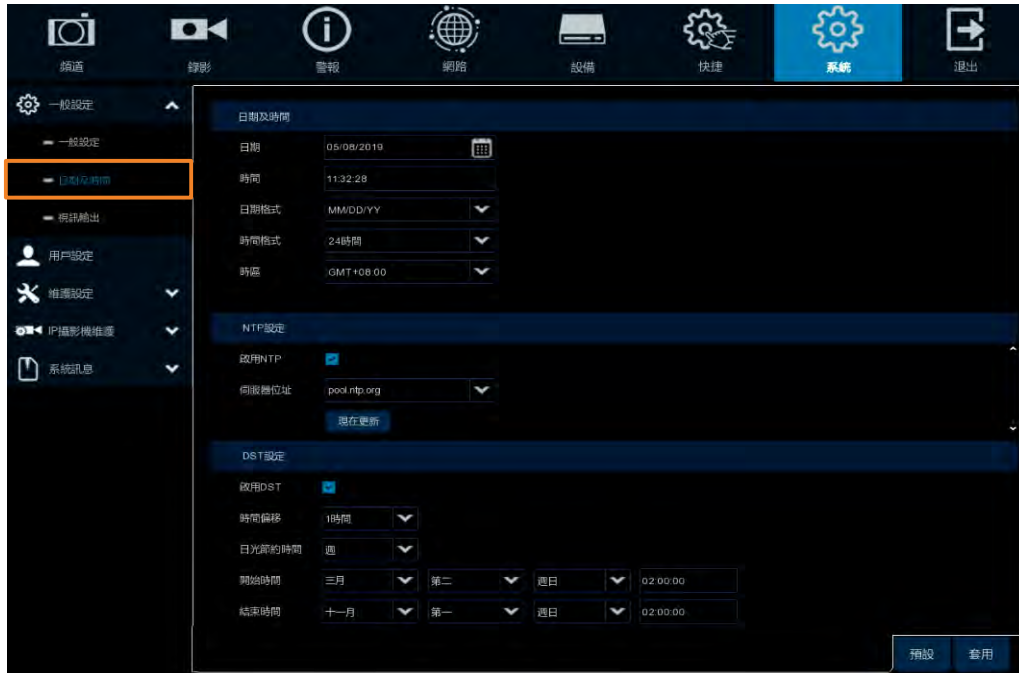 頻道 錄影 警報 網路 設備 快捷 系統 退出
一般設定
一般設定
日期及時間
視訊輸出
用戶設定
維護設定
IP攝影機維護
系統訊息
日期及時間
日期 05/08/2019
時間 11:32:28
日期格式 MM/DD/YY
時間格式 24時間
時區 GMT+08:00
NTP設定
啟用NTP
伺服器位址 pool.ntp.org
現在更新
DST設定
啟用DST
時間偏移 1時間
日光節約時間 週
開始時間 三月 第二 週日 02:00:00
結束時間 十一月 第一 週日 02:00:00
預設 套用